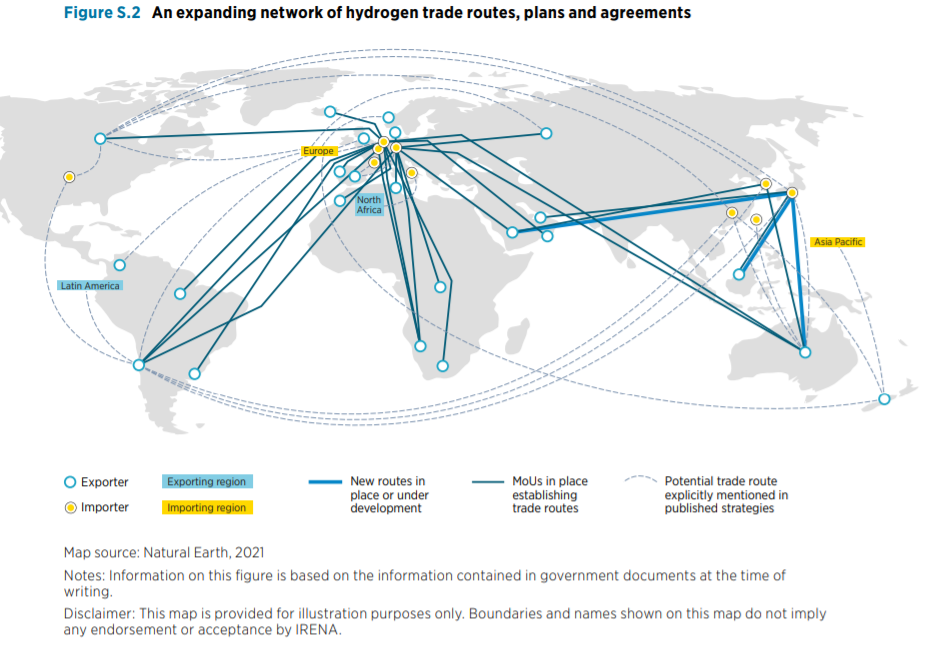 Figure S.2 An expanding network of hydrogen trade routes, plans and agreements
Europe
North
Africa
Asia Pacific
Latin America
Exporter
Importer
Exporting region
Importing region
New routes in
place or under
development
MoUs in place
establishing
trade routes
Potential trade route
explicitly mentioned in
published strategies
Map source: Natural Earth, 2021
Notes: Information on this figure is based on the information contained in government documents at the time of
writing.
Disclaimer: This map is provided for illustration purposes only. Boundaries and names shown on this map do not imply
any endorsement or acceptance by IRENA.